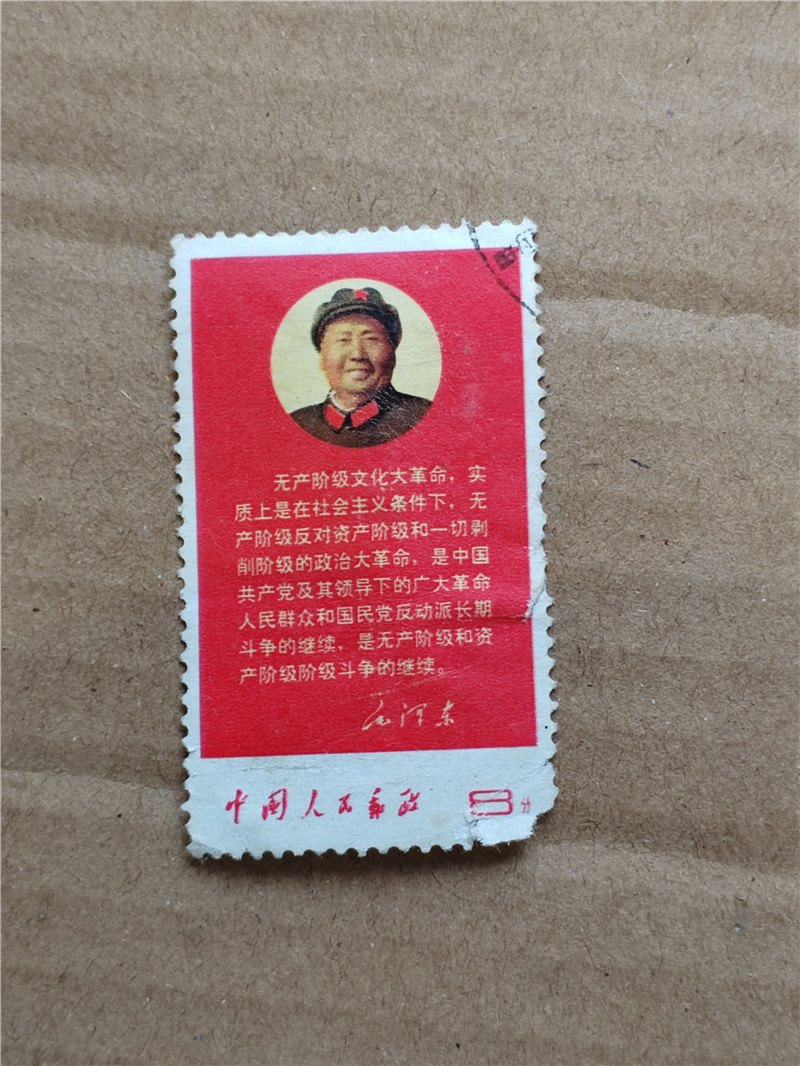 无产阶级文化大革命，实
质上是在社会主义条件下，无
产阶级反对资产阶级和一切剥
削阶级的政治大革命，是中国
共产党及其领导下的广大革命
人民群众和国民党反动派长期
斗争的继续，是无产阶级和资
产阶级阶级斗争的继续。
毛泽东
中国人民邮政 8分